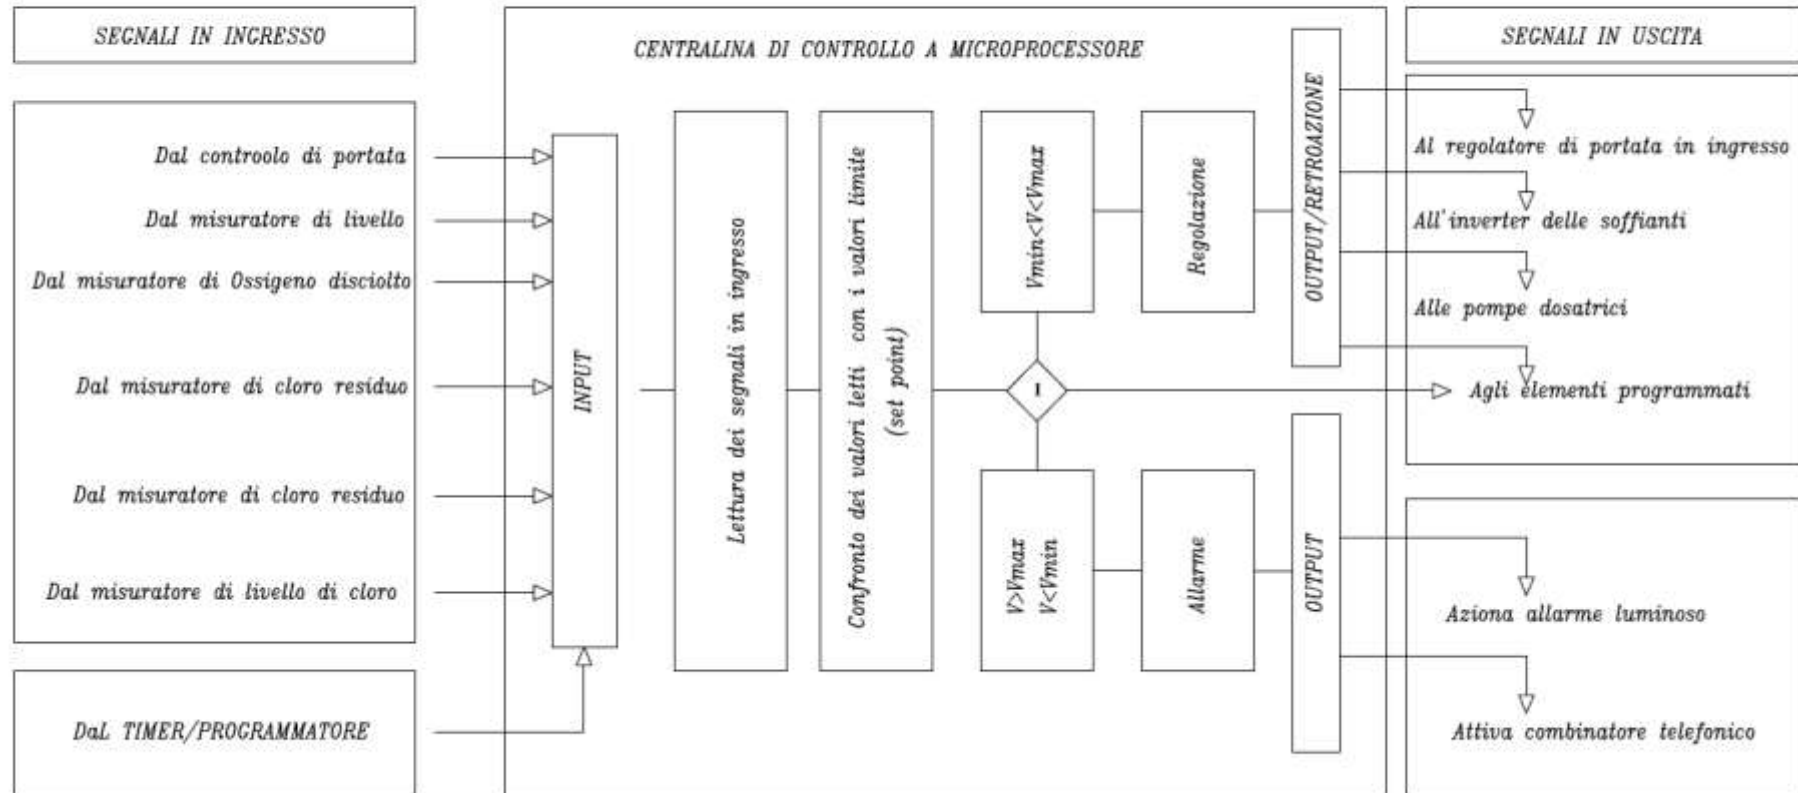 SEGNALI IN INGRESSO
Dal controolo di portata
Dal misuratore di livello
Dal misuratore di Ossigeno disciolto
Dal misuratore di cloro residuo
Dal misuratore di cloro residuo
Dal misuratore di livello di cloro
DaL TIMER/PROGRAMMATORE
CENTRALINA DI CONTROLLO A MICROPROCESSORE
INPUT
Lettura dei segnali in ingresso
Confronto dei valori letti con i valori limite
(set point)
Vmin<V<Vmax
Regolazione
OUTPUT/RETROAZIONE
I
V>Vmax
V<Vmin
Allarme
OUTPUT
SEGNALI IN USCITA
Al regolatore di portata in ingresso
All'inverter delle soffianti
Alle pompe dosatrici
Agli elementi programmati
Aziona allarme luminoso
Attiva combinatore telefonico